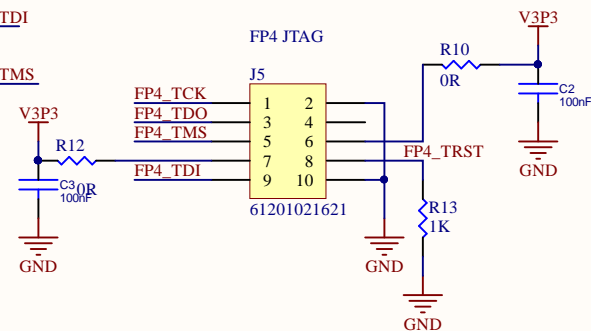 TDI
V3P3
FP4 JTAG
R10
0R
TMS
J5
C2
100nF
FP4_TCK
1 2
V3P3
FP4_TDO
3 4
FP4_TMS
5 6
R12
FP4_TRST
7 8
GND
FP4_TDI
9 10
C3
0R
100nF
61201021621
R13
1K
GND
GND
GND